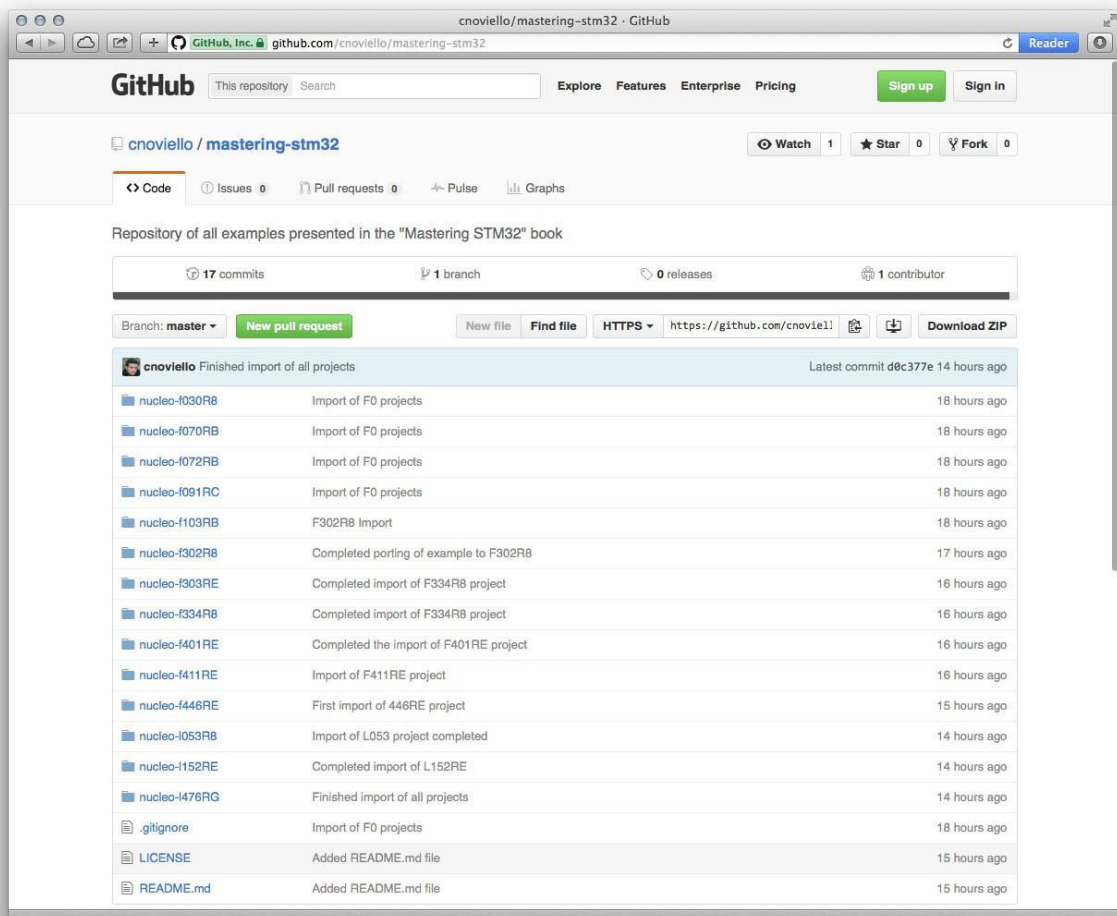 cnoviello/mastering-stm32 · GitHub
GitHub, Inc. github.com/cnoviello/mastering-stm32 Reader
GitHub This repository Search Explore Features Enterprise Pricing Sign up Sign in
cnoviello / mastering-stm32 Watch 1 Star 0 Fork 0
Code Issues 0 Pull requests 0 Pulse Graphs
Repository of all examples presented in the "Mastering STM32" book
17 commits 1 branch 0 releases 1 contributor
Branch: master New pull request New file Find file HTTPS https://github.com/cnoviell Download ZIP
cnoviello Finished import of all projects Latest commit d0c377e 14 hours ago
nucleo-f030R8 Import of F0 projects 18 hours ago
nucleo-f070RB Import of F0 projects 18 hours ago
nucleo-f072RB Import of F0 projects 18 hours ago
nucleo-f091RC Import of F0 projects 18 hours ago
nucleo-f103RB F302R8 Import 18 hours ago
nucleo-f302R8 Completed porting of example to F302R8 17 hours ago
nucleo-f303RE Completed import of F334R8 project 16 hours ago
nucleo-f334R8 Completed import of F334R8 project 16 hours ago
nucleo-f401RE Completed the import of F401RE project 16 hours ago
nucleo-f411RE Import of F411RE project 16 hours ago
nucleo-f446RE First import of 446RE project 15 hours ago
nucleo-l053R8 Import of L053 project completed 14 hours ago
nucleo-l152RE Completed import of L152RE 14 hours ago
nucleo-l476RG Finished import of all projects 14 hours ago
.gitignore Import of F0 projects 18 hours ago
LICENSE Added README.md file 15 hours ago
README.md Added README.md file 15 hours ago